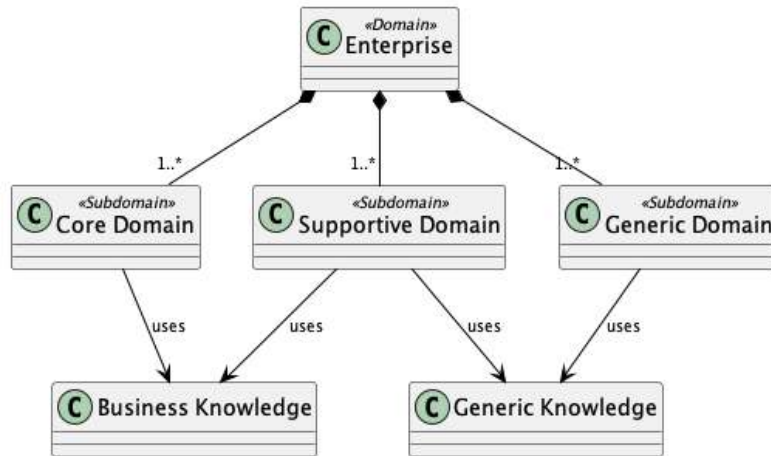 «Domain»
C Enterprise
1..* 1..* 1..*
«Subdomain» «Subdomain» «Subdomain»
C Core Domain C Supportive Domain C Generic Domain
uses uses uses uses
C Business Knowledge C Generic Knowledge